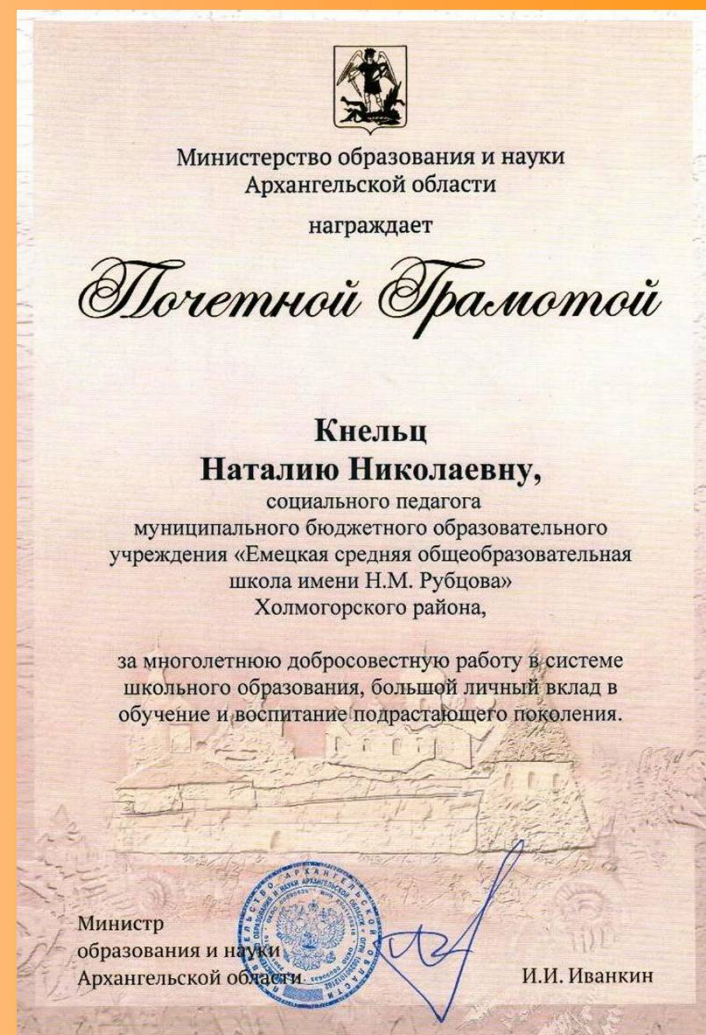 Министерство образования и науки
Архангельской области
награждает
Почетной Грамотой
Кнельц
Наталию Николаевну,
социального педагога
муниципального бюджетного образовательного
учреждения «Емецкая средняя общеобразовательная
школа имени Н.М. Рубцова»
Холмогорского района,
за многолетнюю добросовестную работу в системе
школьного образования, большой личный вклад в
обучение и воспитание подрастающего поколения.
Министр
образования и науки
Архангельской области
И.И. Иванкин